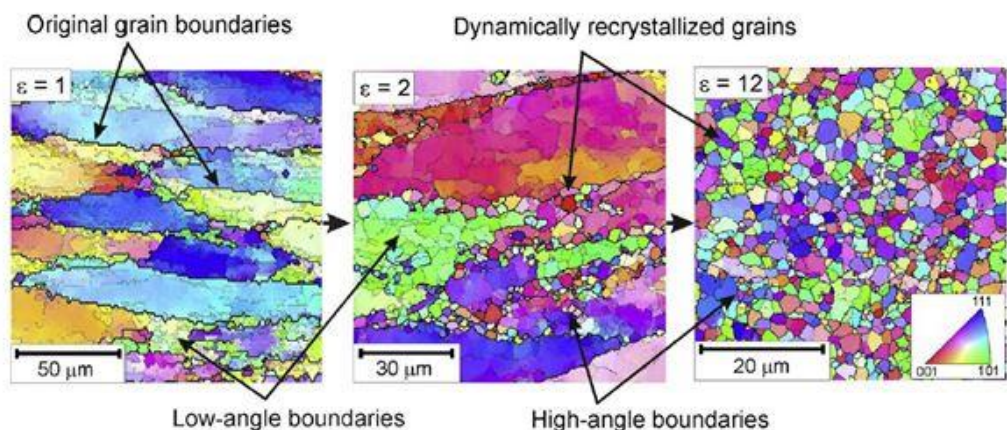 Original grain boundaries
Dynamically recrystallized grains
ε = 1
ε = 2
ε = 12
50 μm
30 μm
20 μm
111
001
101
Low-angle boundaries
High-angle boundaries